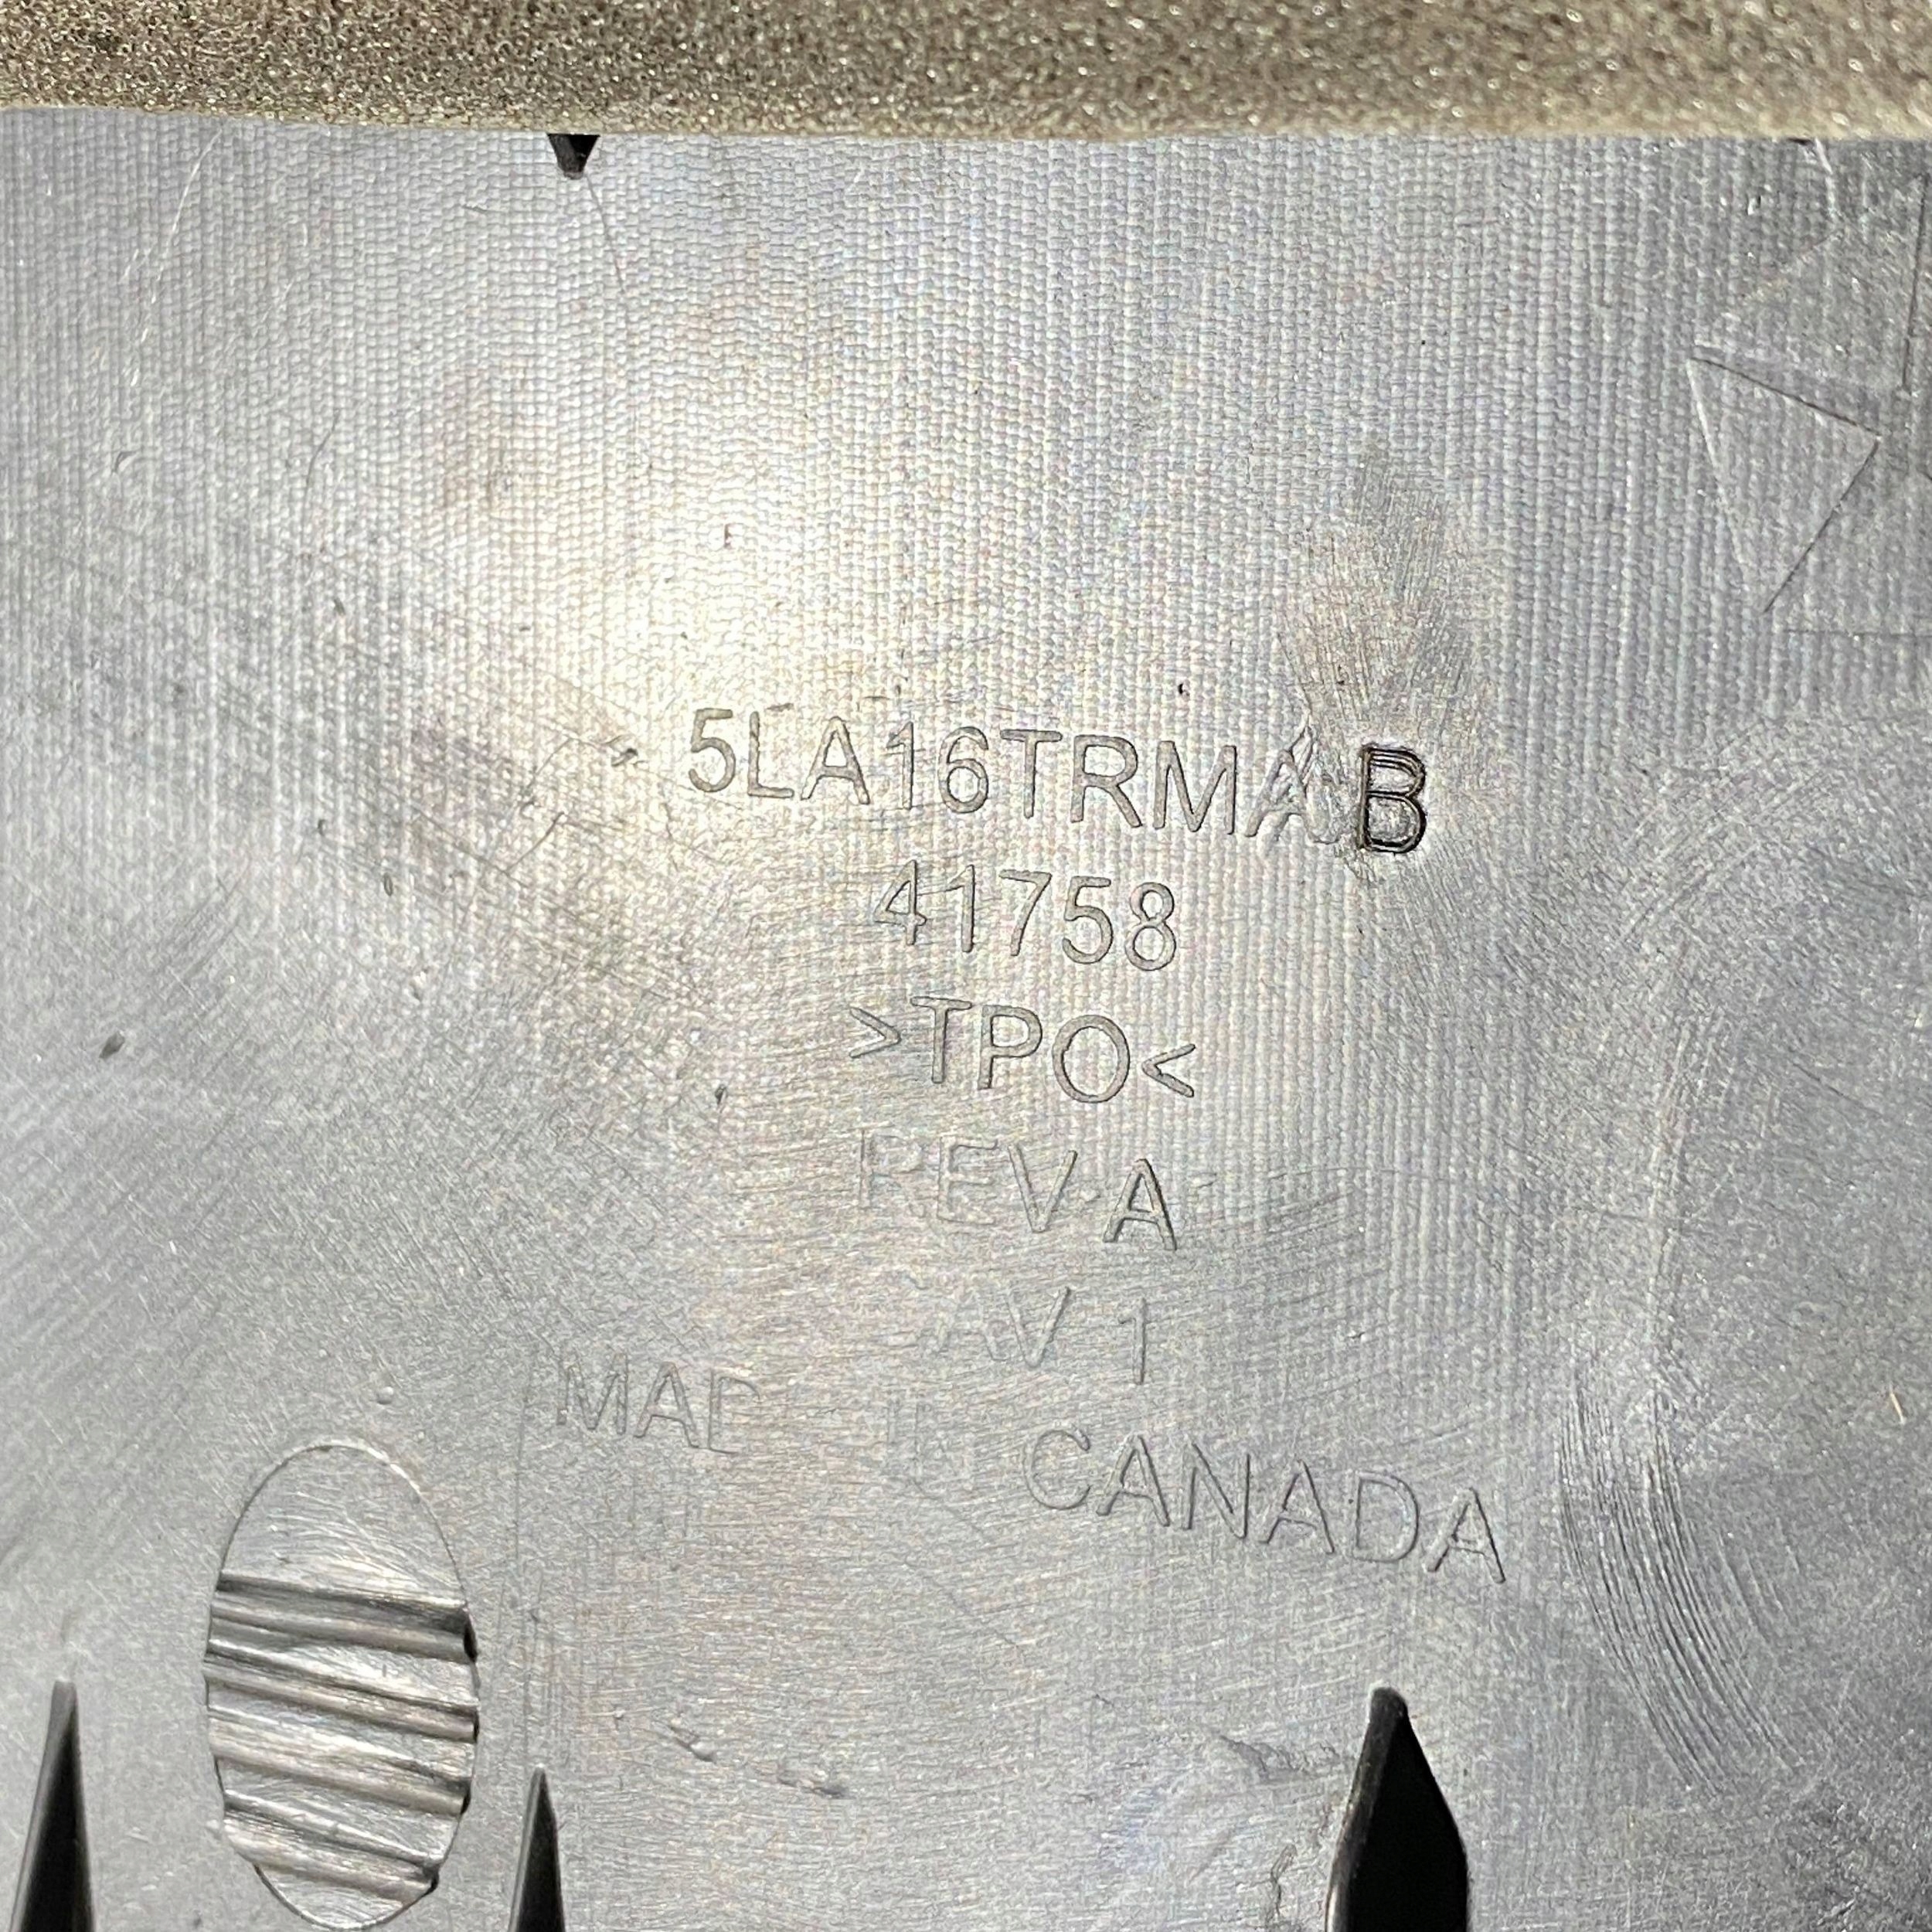 5LA16TRMAB
41758
>TPO<
REV A
1
CANADA